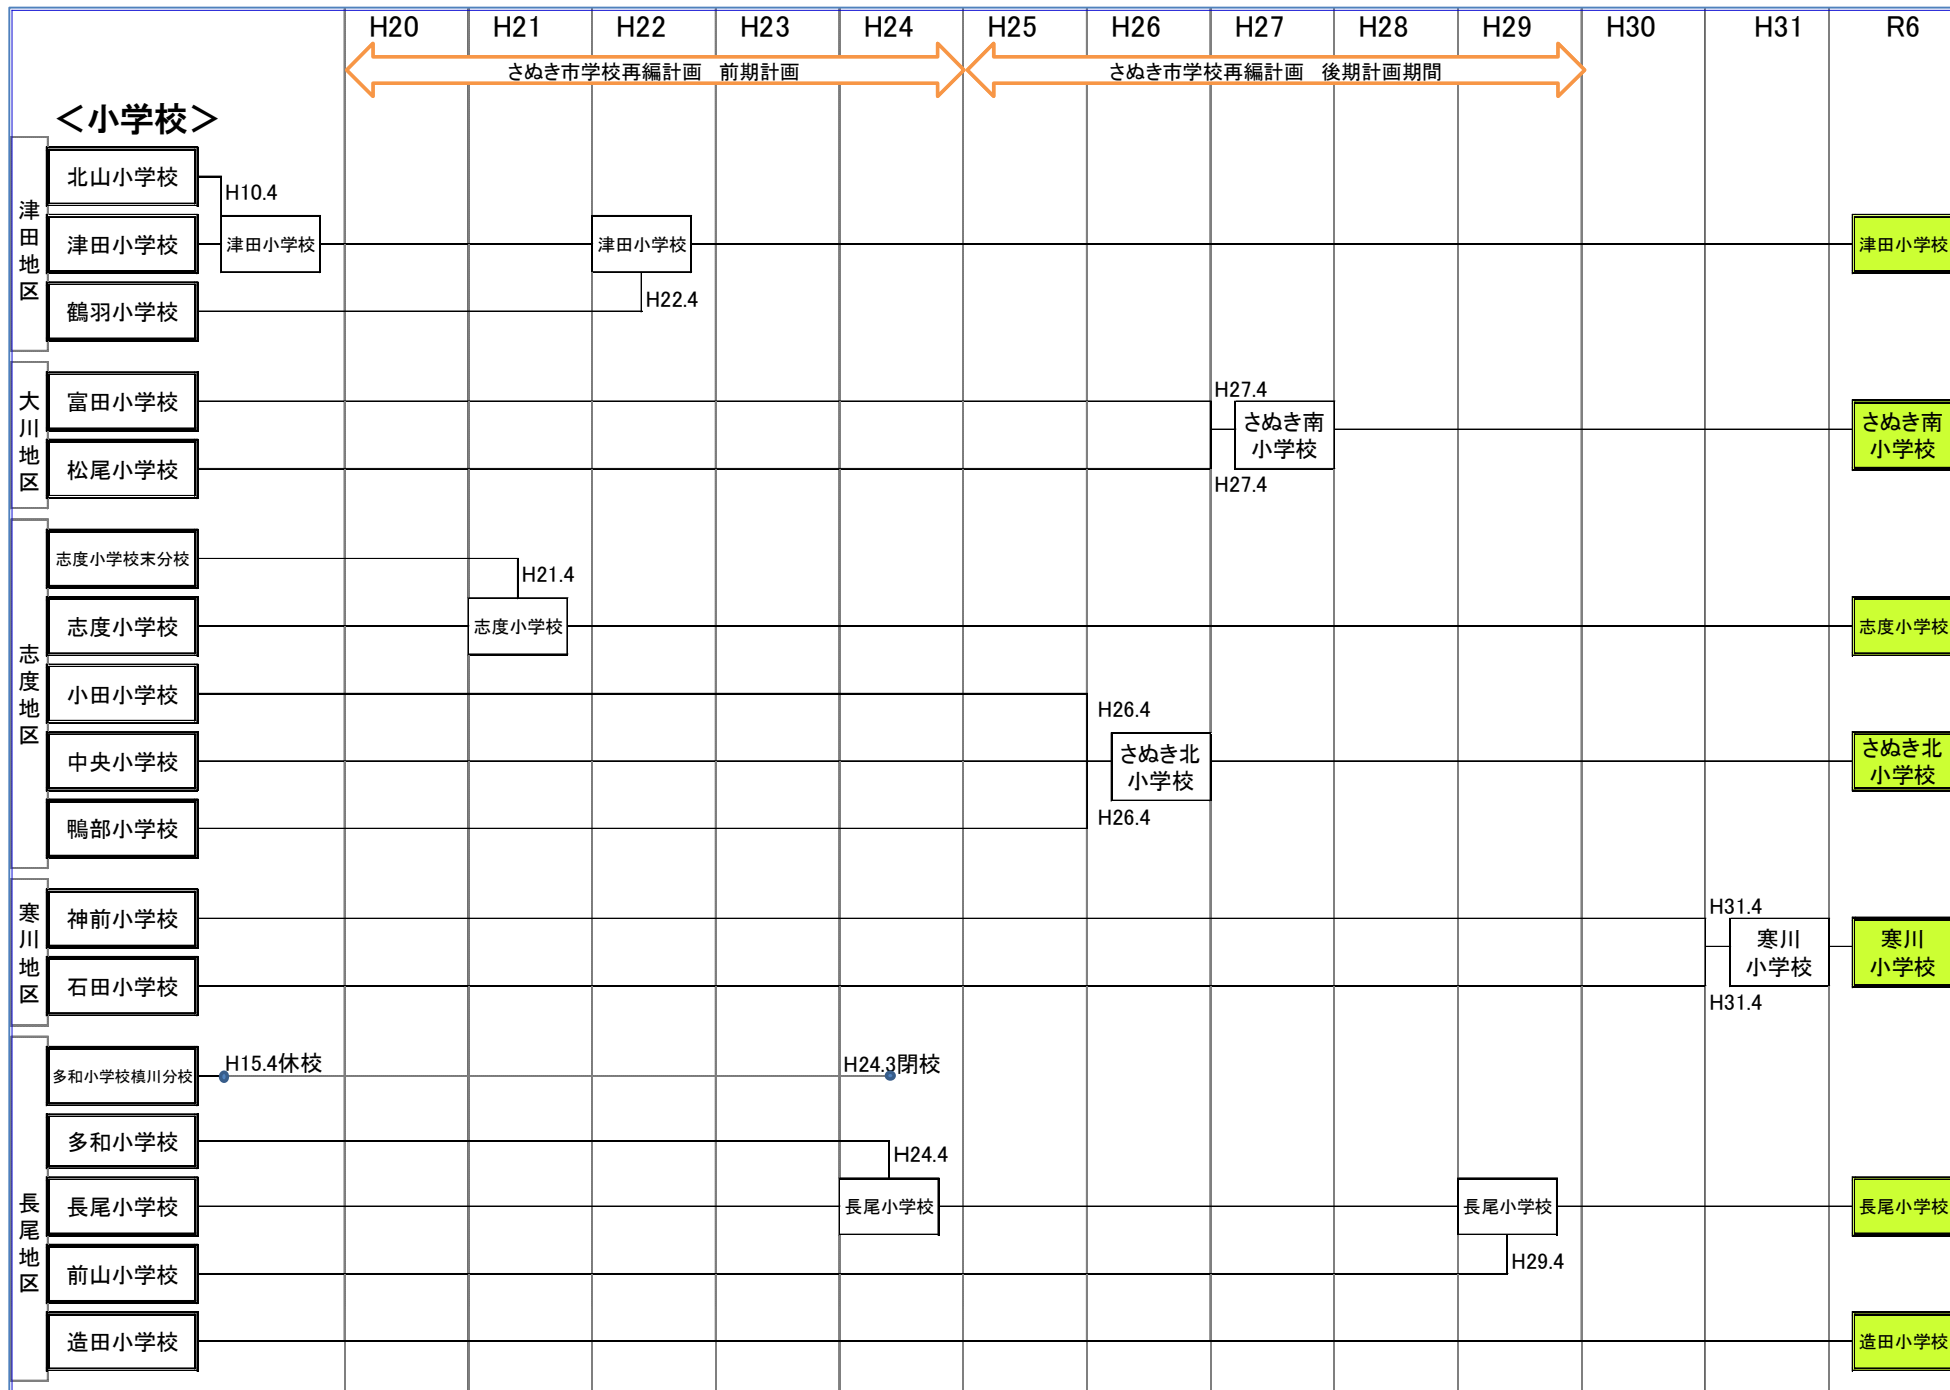 H20 H21 H22 H23 H24 H25 H26 H27 H28 H29 H30 H31 R6
さぬき市学校再編計画　前期計画
さぬき市学校再編計画　後期計画期間
＜小学校＞
津田地区
北山小学校
H10.4
津田小学校
津田小学校
津田小学校
津田小学校
H22.4
鶴羽小学校
大川地区
富田小学校
H27.4
さぬき南
小学校
さぬき南
小学校
松尾小学校
H27.4
志度地区
志度小学校末分校
H21.4
志度小学校
志度小学校
志度小学校
小田小学校
H26.4
中央小学校
さぬき北
小学校
さぬき北
小学校
鴨部小学校
H26.4
寒川地区
神前小学校
H31.4
寒川
小学校
寒川
小学校
石田小学校
H31.4
長尾地区
多和小学校槙川分校
H15.4休校
H24.3閉校
多和小学校
H24.4
長尾小学校
長尾小学校
長尾小学校
長尾小学校
前山小学校
H29.4
造田小学校
造田小学校